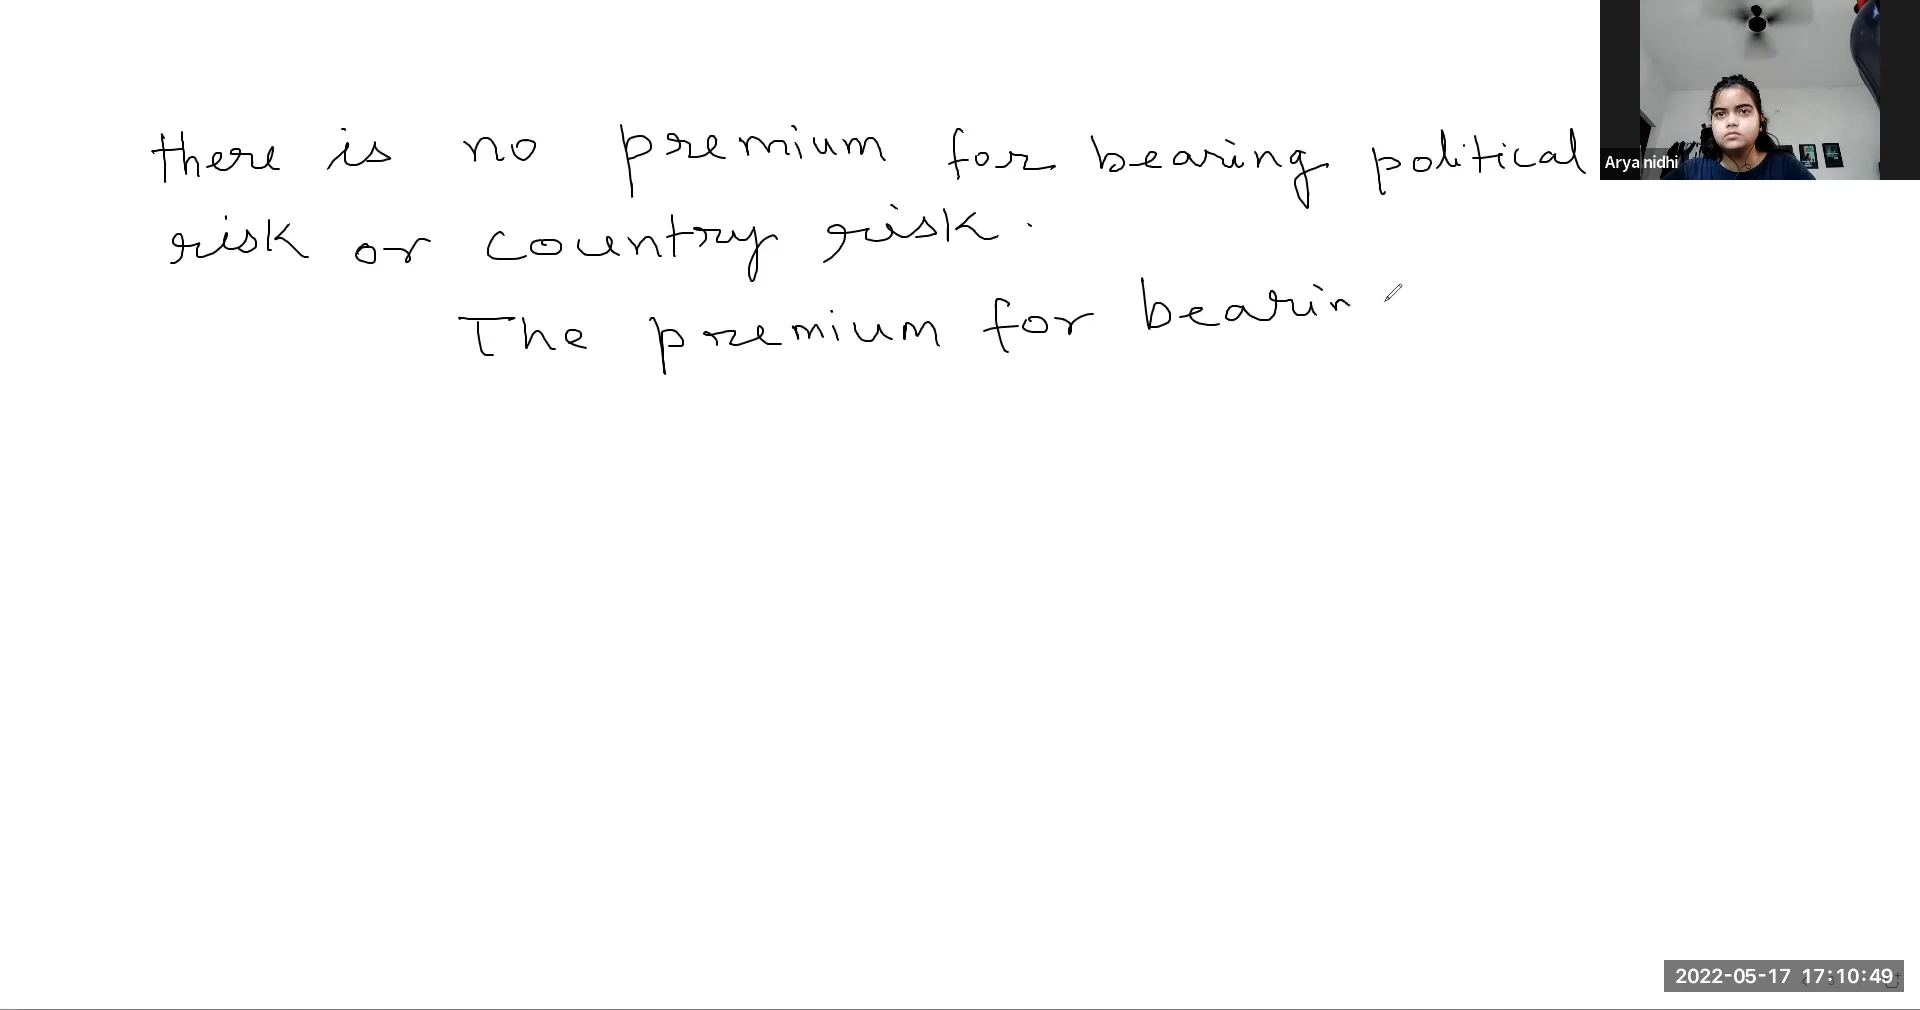 there is no premium for bearing political
risk or country risk.
The premium for bearin
Arya nidhi
2022-05-17 17:10:49